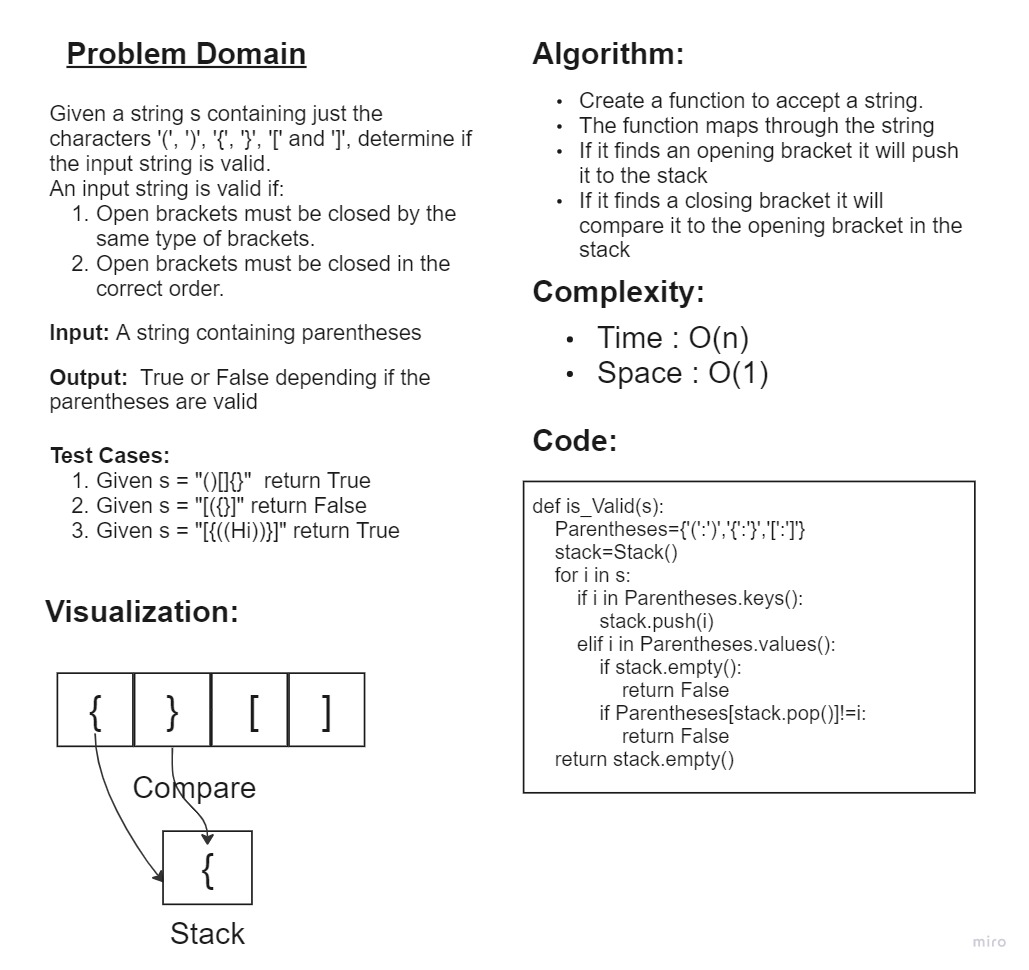 Problem Domain
Given a string s containing just the
characters '(', ')', '{', '}', '[' and ']', determine if
the input string is valid.
An input string is valid if:
1. Open brackets must be closed by the
same type of brackets.
2. Open brackets must be closed in the
correct order.
Input: A string containing parentheses
Output: True or False depending if the
parentheses are valid
Test Cases:
1. Given s = "()[]{}" return True
2. Given s = "[({}]" return False
3. Given s = "[{((Hi))}]" return True
Visualization:
{ } [ ]
Compare
{
Stack
Algorithm:
• Create a function to accept a string.
• The function maps through the string
• If it finds an opening bracket it will push
it to the stack
• If it finds a closing bracket it will
compare it to the opening bracket in the
stack
Complexity:
• Time : O(n)
• Space : O(1)
Code:
def is_Valid(s):
Parentheses={'(':')','{':'}','[':']'}
stack=Stack()
for i in s:
if i in Parentheses.keys():
stack.push(i)
elif i in Parentheses.values():
if stack.empty():
return False
if Parentheses[stack.pop()]!=i:
return False
return stack.empty()
miro